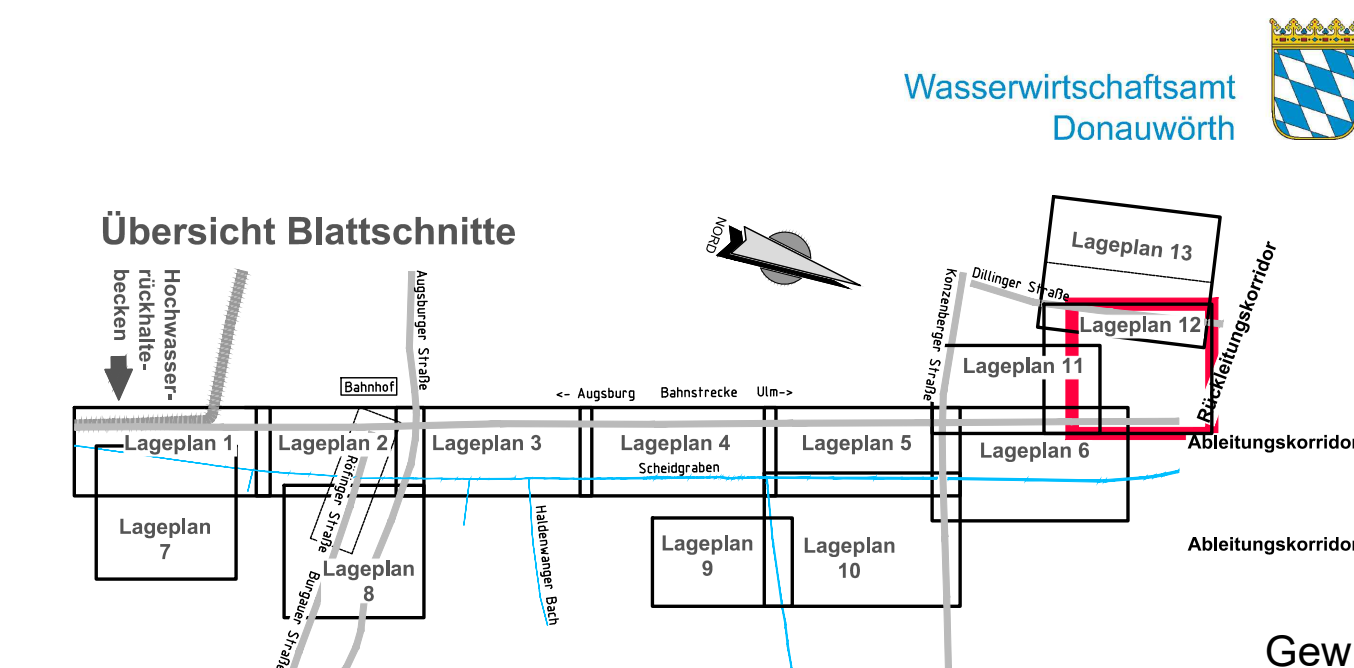 Wasserwirtschaftsamt
Donauwörth
Übersicht Blattschnitte
NORD
Hochwasser-
rückhalte-
becken
Augsburger Straße
Bahnhof
<- Augsburg Bahnstrecke Ulm->
Konzenberger Straße
Dillinger Straße
Lageplan 13
Lageplan 12
Lageplan 11
Rückleitungskorridor
Lageplan 1
Lageplan 2
Lageplan 3
Lageplan 4
Lageplan 5
Lageplan 6
Ableitungskorridor
Scheidgraben
Röfinger Straße
Haldenwanger Bach
Lageplan
7
Lageplan
8
Lageplan
9
Lageplan
10
Ableitungskorridor
Burgauer Straße
Gew